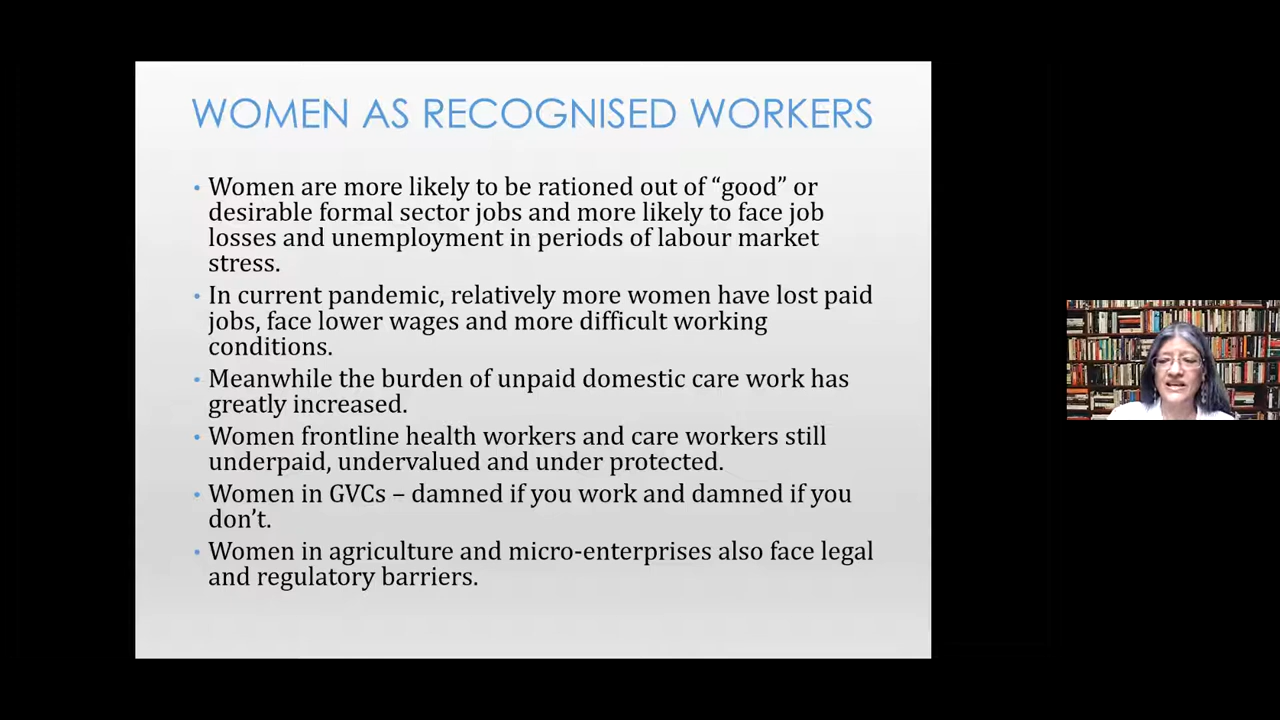 WOMEN AS RECOGNISED WORKERS
• Women are more likely to be rationed out of “good” or
desirable formal sector jobs and more likely to face job
losses and unemployment in periods of labour market
stress.
• In current pandemic, relatively more women have lost paid
jobs, face lower wages and more difficult working
conditions.
• Meanwhile the burden of unpaid domestic care work has
greatly increased.
• Women frontline health workers and care workers still
underpaid, undervalued and under protected.
• Women in GVCs – damned if you work and damned if you
don’t.
• Women in agriculture and micro-enterprises also face legal
and regulatory barriers.